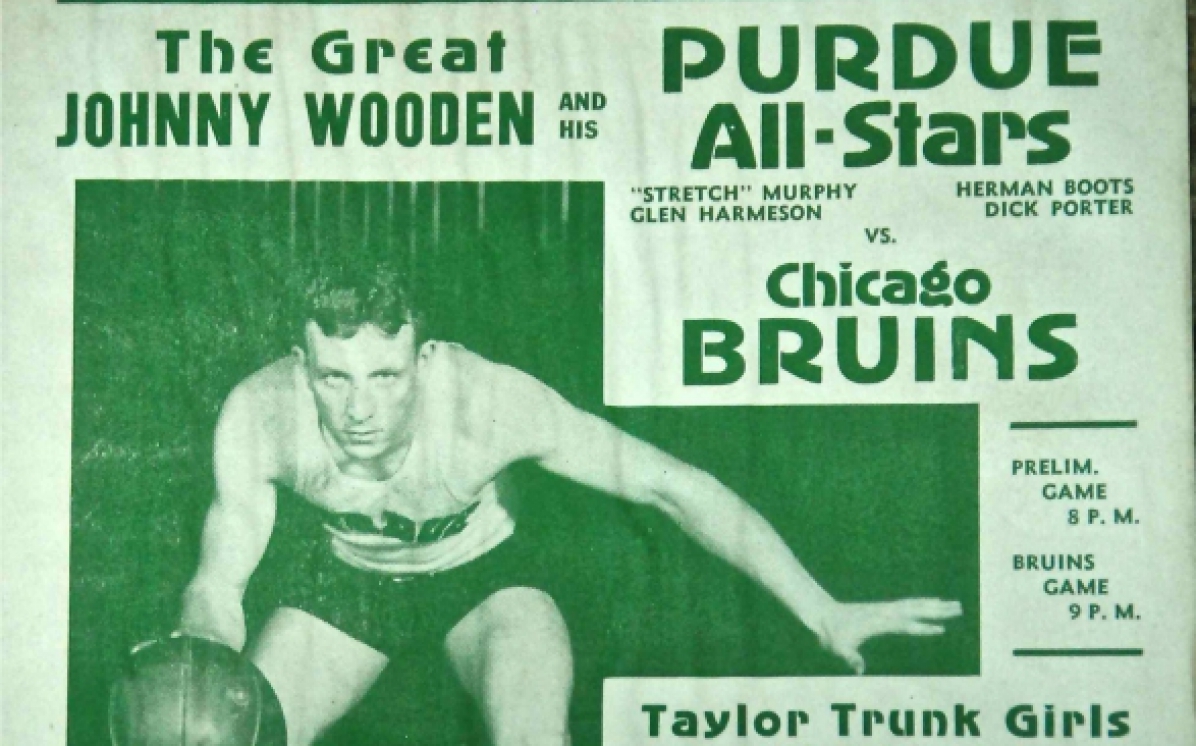 The Great
JOHNNY WOODEN AND HIS
PURDUE
All-Stars
"STRETCH" MURPHY HERMAN BOOTS
GLEN HARMESON DICK PORTER
VS.
Chicago
BRUINS
PRELIM.
GAME
8 P. M.
BRUINS
GAME
9 P. M.
Taylor Trunk Girls